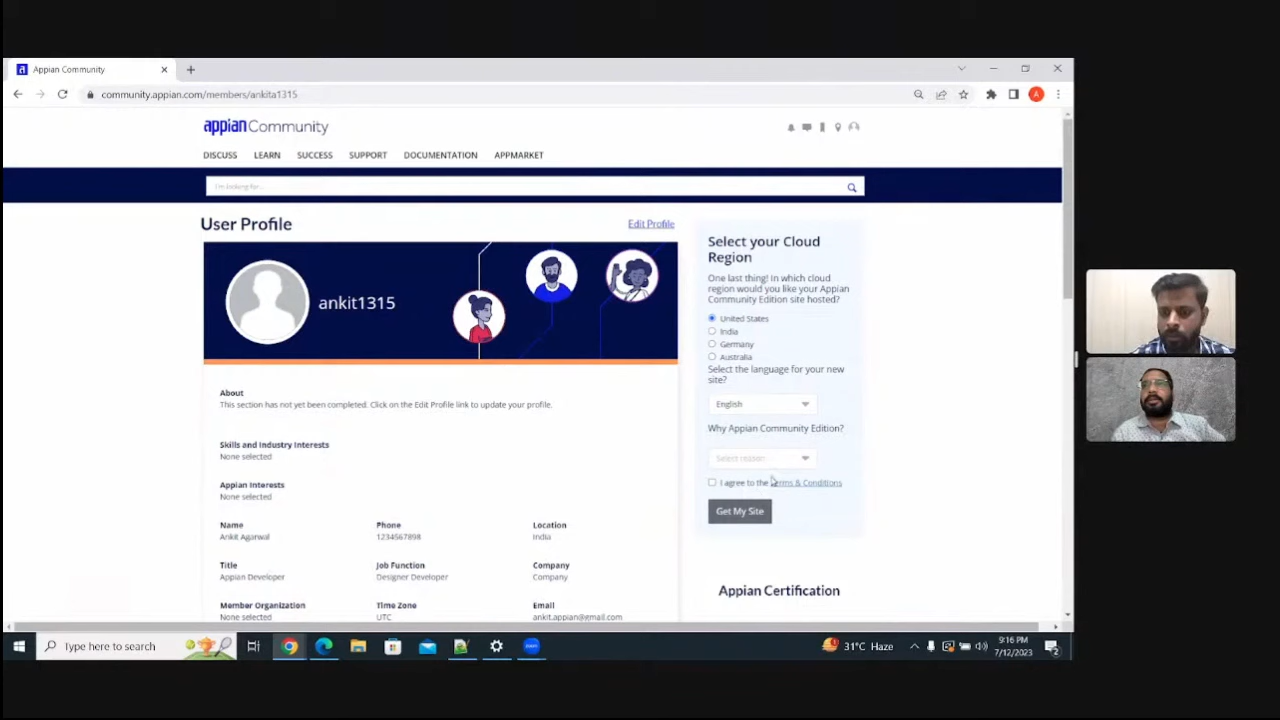 Appian Community
community.appian.com/members/ankita1315
A
appian Community
DISCUSS LEARN SUCCESS SUPPORT DOCUMENTATION APPMARKET
I'm looking for...
User Profile
Edit Profile
ankit1315
About
This section has not yet been completed. Click on the Edit Profile link to update your profile.
Skills and Industry Interests
None selected
Appian Interests
None selected
Name Phone Location
Ankit Agarwal 1234567898 India
Title Job Function Company
Appian Developer Designer Developer Company
Member Organization Time Zone Email
None selected UTC ankit.appian@gmail.com
Select your Cloud
Region
One last thing! In which cloud
region would you like your Appian
Community Edition site hosted?
United States
India
Germany
Australia
Select the language for your new
site?
English
Why Appian Community Edition?
Select reason
I agree to the Terms & Conditions
Get My Site
Appian Certification
Type here to search
zoom
31°C Haze
9:16 PM
7/12/2023
2